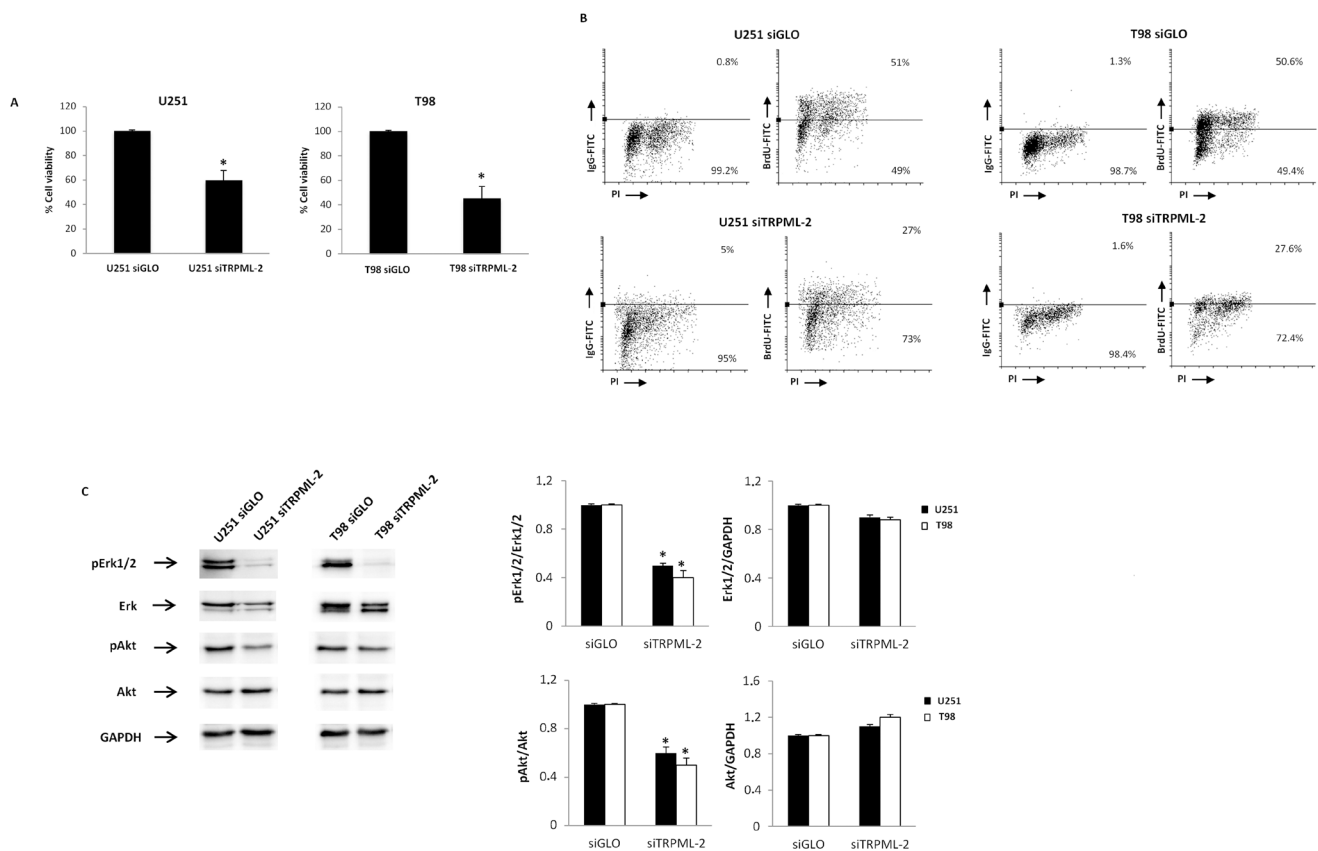 A
U251
% Cell viability
120
100
80
60
40
20
0
*
U251 siGLO
U251 siTRPML-2
T98
% Cell viability
120
100
80
60
40
20
0
*
T98 siGLO
T98 siTRPML-2
B
U251 siGLO
IgG-FITC
0.8%
99.2%
PI
BrdU-FITC
51%
49%
PI
T98 siGLO
IgG-FITC
1.3%
98.7%
PI
BrdU-FITC
50.6%
49.4%
PI
U251 siTRPML-2
IgG-FITC
5%
95%
PI
BrdU-FITC
27%
73%
PI
T98 siTRPML-2
IgG-FITC
1.6%
98.4%
PI
BrdU-FITC
27.6%
72.4%
PI
C
U251 siGLO
U251 siTRPML-2
T98 siGLO
T98 siTRPML-2
pErk1/2
Erk
pAkt
Akt
GAPDH
pErk1/2/Erk1/2
1,2
0.8
0.4
0
* *
siGLO
siTRPML-2
Erk1/2/GAPDH
1,2
0.8
0.4
0
siGLO
siTRPML-2
U251
T98
pAkt/Akt
1,2
0.8
0.4
0
* *
siGLO
siTRPML-2
Akt/GAPDH
1.6
1.2
0.8
0.4
0
siGLO
siTRPML-2
U251
T98